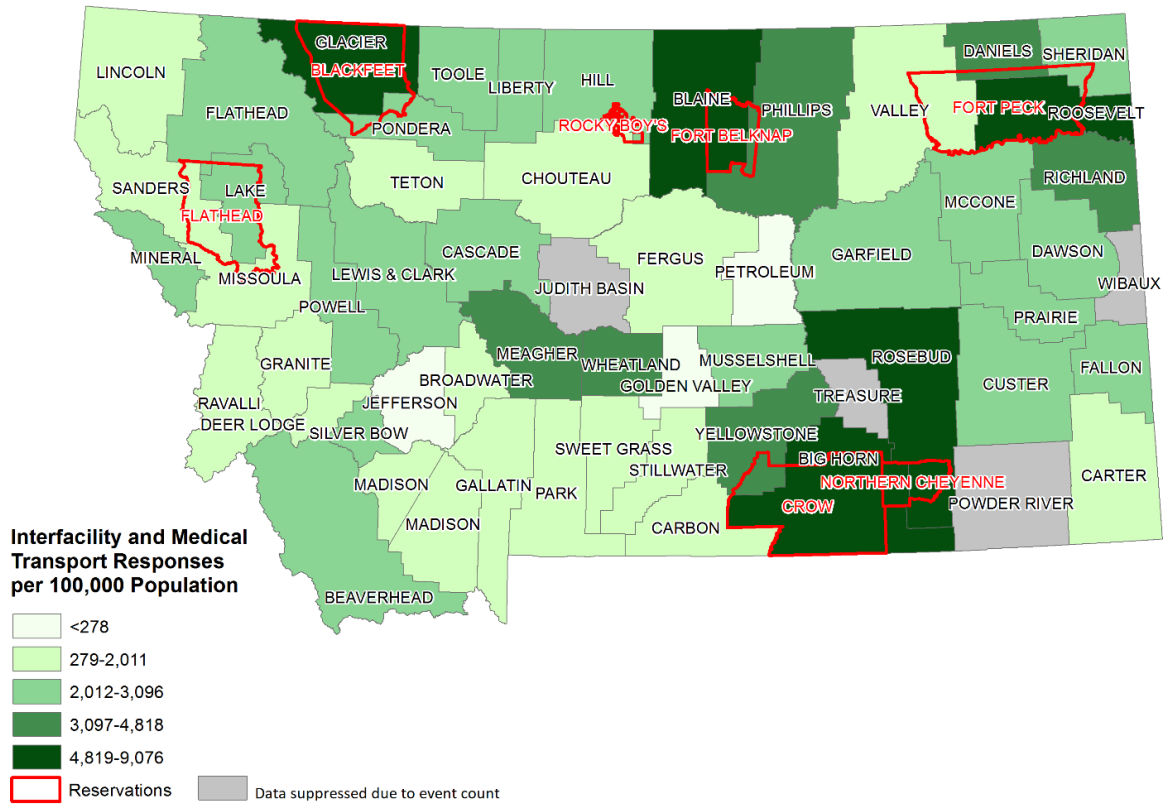 GLACIER
BLACKFEET
LINCOLN
FLATHEAD
TOOLE
LIBERTY
HILL
PONDERA
ROCKY BOY'S
BLAINE
FORT BELKNAP
PHILLIPS
VALLEY
DANIELS
SHERIDAN
FORT PECK
ROOSEVELT
SANDERS
LAKE
FLATHEAD
TETON
CHOUTEAU
RICHLAND
MCCONE
MINERAL
MISSOULA
LEWIS & CLARK
CASCADE
JUDITH BASIN
FERGUS
PETROLEUM
GARFIELD
DAWSON
WIBAUX
POWELL
PRAIRIE
GRANITE
MEAGHER
WHEATLAND
GOLDEN VALLEY
MUSSELSHELL
ROSEBUD
TREASURE
CUSTER
FALLON
BROADWATER
JEFFERSON
RAVALLI
DEER LODGE
SILVER BOW
SWEET GRASS
STILLWATER
YELLOWSTONE
BIG HORN
NORTHERN CHEYENNE
CROW
POWDER RIVER
CARTER
MADISON
GALLATIN
PARK
MADISON
CARBON
BEAVERHEAD
Interfacility and Medical
Transport Responses
per 100,000 Population
<278
279-2,011
2,012-3,096
3,097-4,818
4,819-9,076
Reservations
Data suppressed due to event count